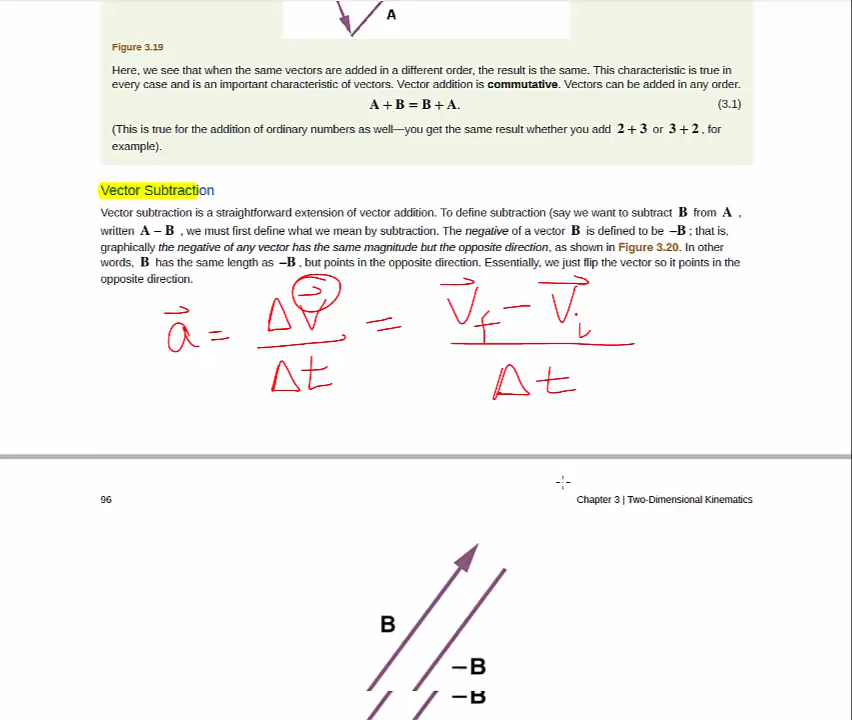 A
Figure 3.19
Here, we see that when the same vectors are added in a different order, the result is the same. This characteristic is true in
every case and is an important characteristic of vectors. Vector addition is commutative. Vectors can be added in any order.
A + B = B + A. (3.1)
(This is true for the addition of ordinary numbers as well—you get the same result whether you add 2 + 3 or 3 + 2 , for
example).
Vector Subtraction
Vector subtraction is a straightforward extension of vector addition. To define subtraction (say we want to subtract B from A ,
written A – B , we must first define what we mean by subtraction. The negative of a vector B is defined to be –B ; that is,
graphically the negative of any vector has the same magnitude but the opposite direction, as shown in Figure 3.20. In other
words, B has the same length as –B , but points in the opposite direction. Essentially, we just flip the vector so it points in the
opposite direction.
a⃗ = Δv⃗ / Δt = (v⃗f − v⃗i) / Δt
96 Chapter 3 | Two-Dimensional Kinematics
B
–B
–B